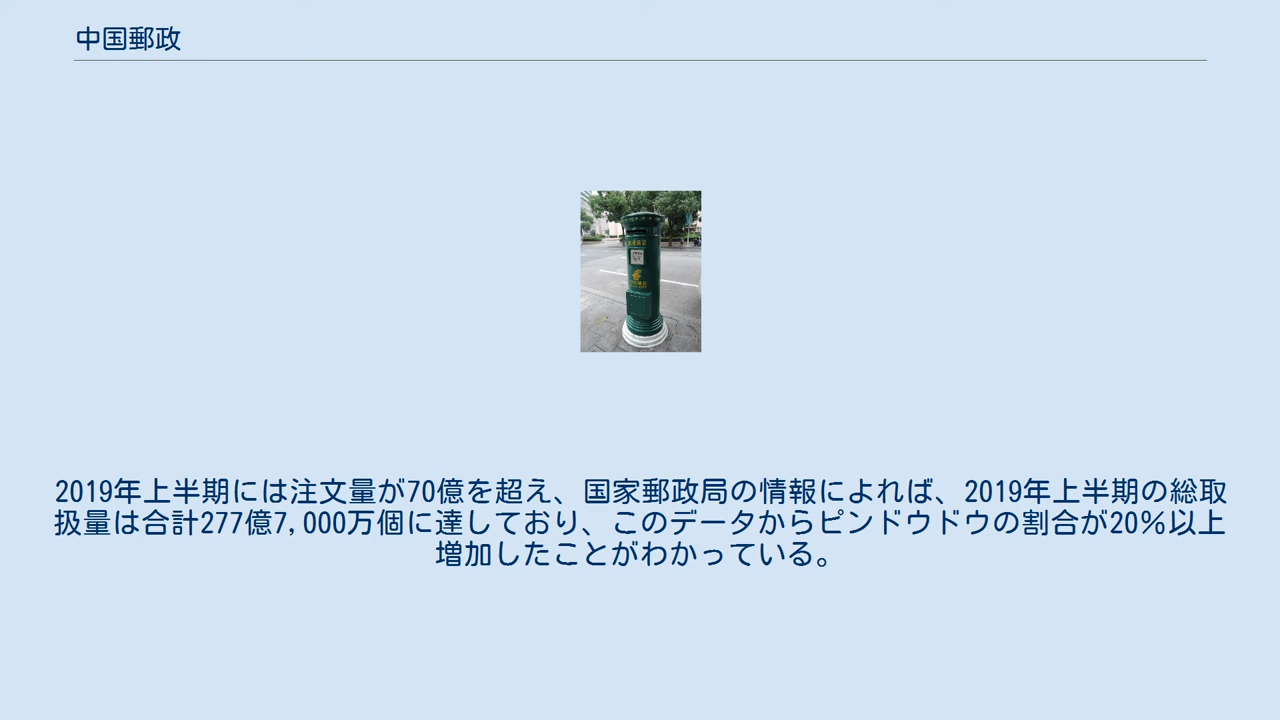 中国郵政
2019年上半期には注文量が70億を超え、国家郵政局の情報によれば、2019年上半期の総取
扱量は合計277億7,000万個に達しており、このデータからピンドウドウの割合が20％以上
増加したことがわかっている。